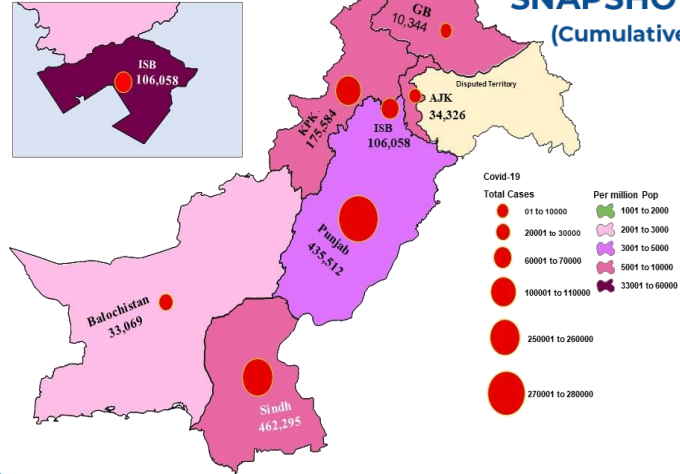 SNAPSHO
(Cumulative
ISB
106,058
GB
10,344
Disputed Territory
AJK
34,326
KPK
175,584
ISB
106,058
Punjab
435,512
Balochistan
33,069
Sindh
462,295
Covid-19
Total Cases
01 to 10000
20001 to 30000
60001 to 70000
100001 to 110000
250001 to 260000
270001 to 280000
Per million Pop
1001 to 2000
2001 to 3000
3001 to 5000
5001 to 10000
33001 to 60000